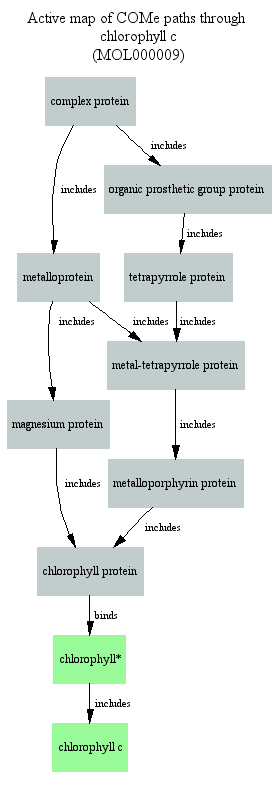 Active map of COMe paths through
chlorophyll c
(MOL000009)
complex protein
includes
organic prosthetic group protein
includes
includes
metalloprotein
tetrapyrrole protein
includes
includes
includes
metal-tetrapyrrole protein
magnesium protein
includes
metalloporphyrin protein
includes
includes
chlorophyll protein
binds
chlorophyll*
includes
chlorophyll c